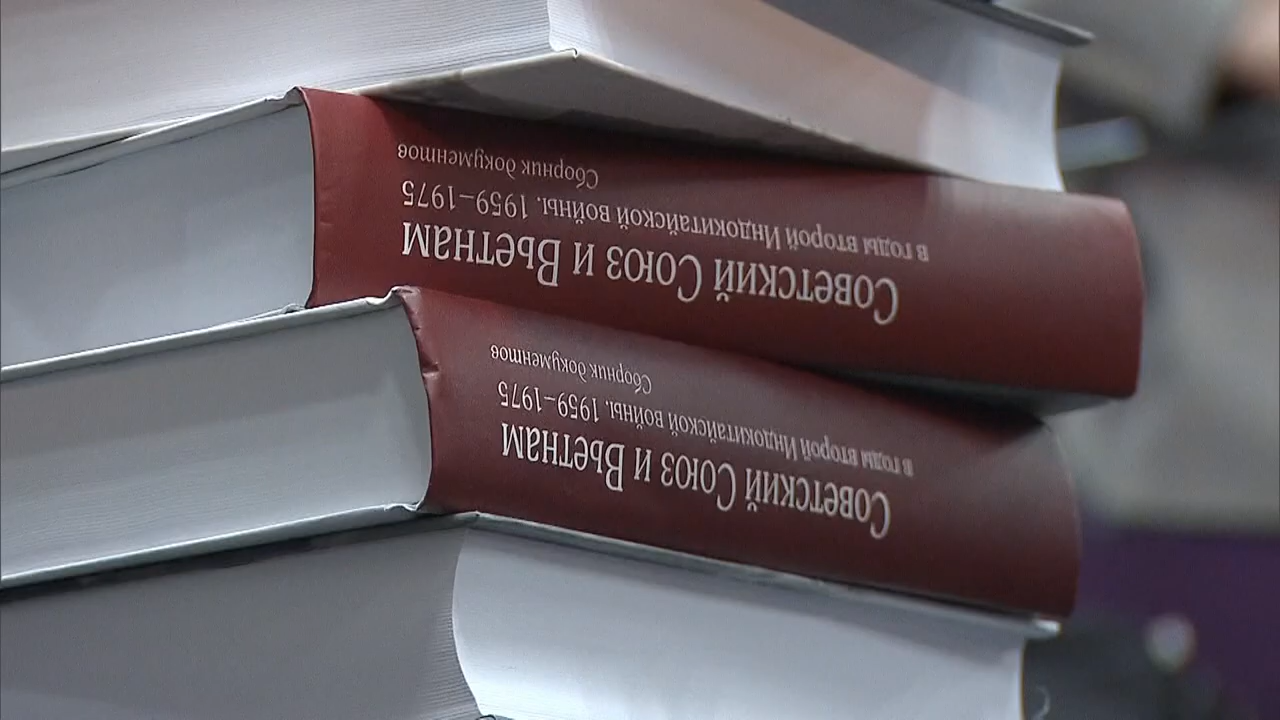 Советский Союз и Вьетнам
в годы второй Индокитайской войны. 1959–1975
Сборник документов
Советский Союз и Вьетнам
в годы второй Индокитайской войны. 1959–1975
Сборник документов